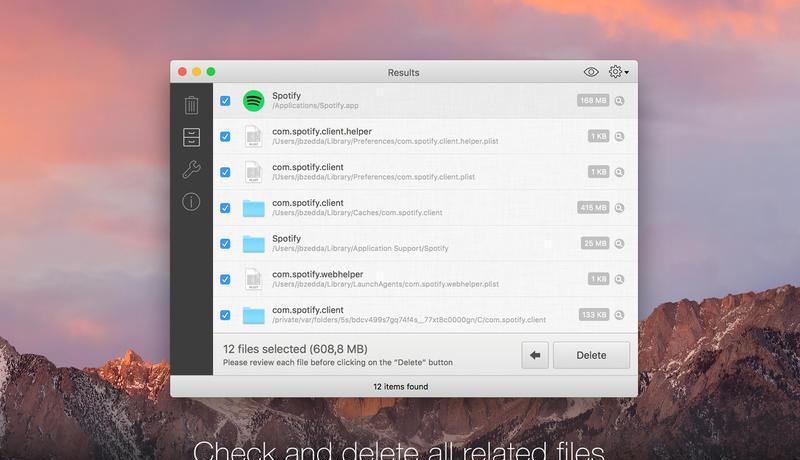 Results
Spotify
/Applications/Spotify.app
168 MB
com.spotify.client.helper
/Users/jbzedda/Library/Preferences/com.spotify.client.helper.plist
1 KB
com.spotify.client
/Users/jbzedda/Library/Preferences/com.spotify.client.plist
1 KB
com.spotify.client
/Users/jbzedda/Library/Caches/com.spotify.client
415 MB
Spotify
/Users/jbzedda/Library/Application Support/Spotify
25 MB
com.spotify.webhelper
/Users/jbzedda/Library/LaunchAgents/com.spotify.webhelper.plist
1 KB
com.spotify.client
/private/var/folders/5s/bdcv499s7gq74f4s__77xt8c0000gn/C/com.spotify.client
133 KB
12 files selected (608,8 MB)
Please review each file before clicking on the “Delete” button
Delete
12 items found
Check and delete all related files